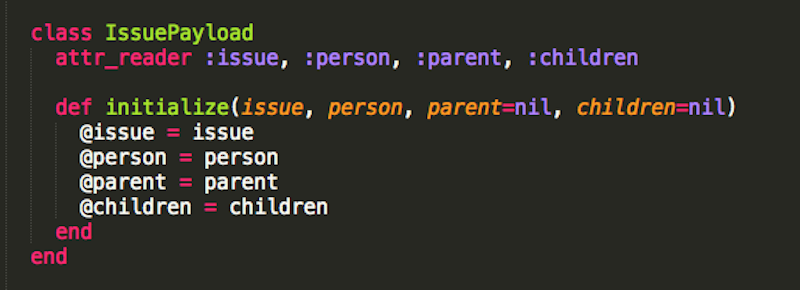 class IssuePayload
  attr_reader :issue, :person, :parent, :children
  def initialize(issue, person, parent=nil, children=nil)
    @issue = issue
    @person = person
    @parent = parent
    @children = children
  end
end